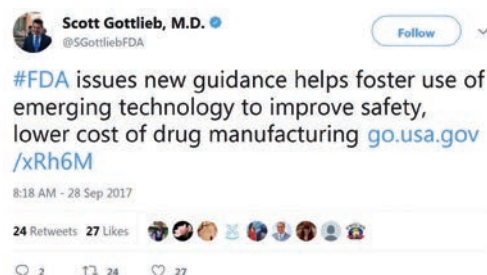 Scott Gottlieb, M.D.
@SGottliebFDA
Follow
#FDA issues new guidance helps foster use of
emerging technology to improve safety,
lower cost of drug manufacturing go.usa.gov
/xRh6M
8:18 AM - 28 Sep 2017
24 Retweets 27 Likes
2 24 27